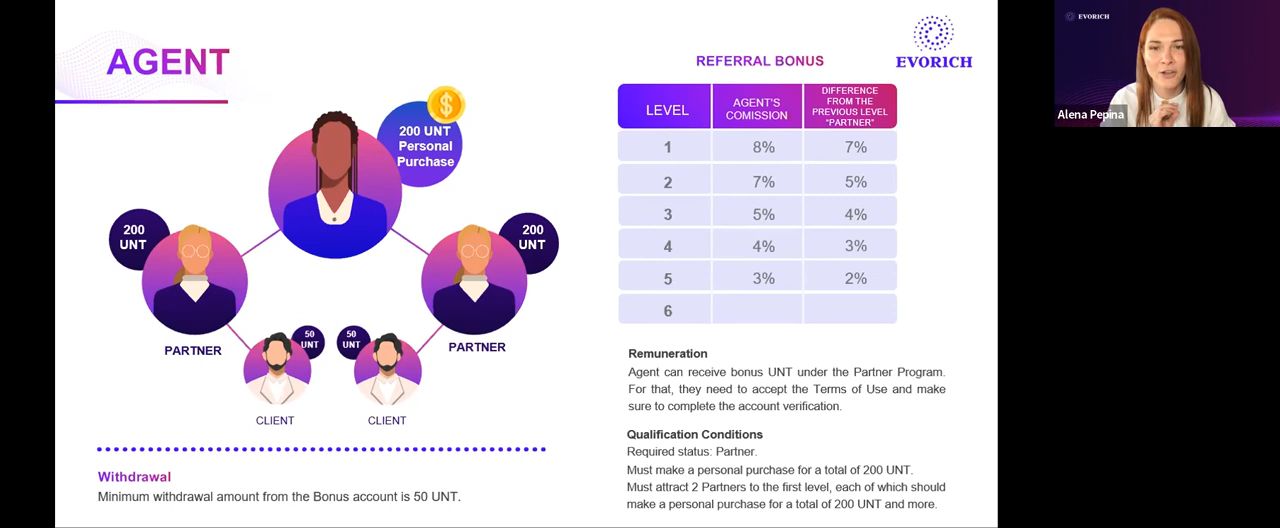 AGENT
200 UNT
Personal
Purchase
200
UNT
200
UNT
PARTNER
PARTNER
50
UNT
50
UNT
CLIENT
CLIENT
Withdrawal
Minimum withdrawal amount from the Bonus account is 50 UNT.
REFERRAL BONUS
EVORICH
LEVEL
AGENT'S
COMISSION
DIFFERENCE
FROM THE
PREVIOUS LEVEL
"PARTNER"
1 8% 7%
2 7% 5%
3 5% 4%
4 4% 3%
5 3% 2%
6
Remuneration
Agent can receive bonus UNT under the Partner Program.
For that, they need to accept the Terms of Use and make
sure to complete the account verification.
Qualification Conditions
Required status: Partner.
Must make a personal purchase for a total of 200 UNT.
Must attract 2 Partners to the first level, each of which should
make a personal purchase for a total of 200 UNT and more.
EVORICH
Alena Pepina